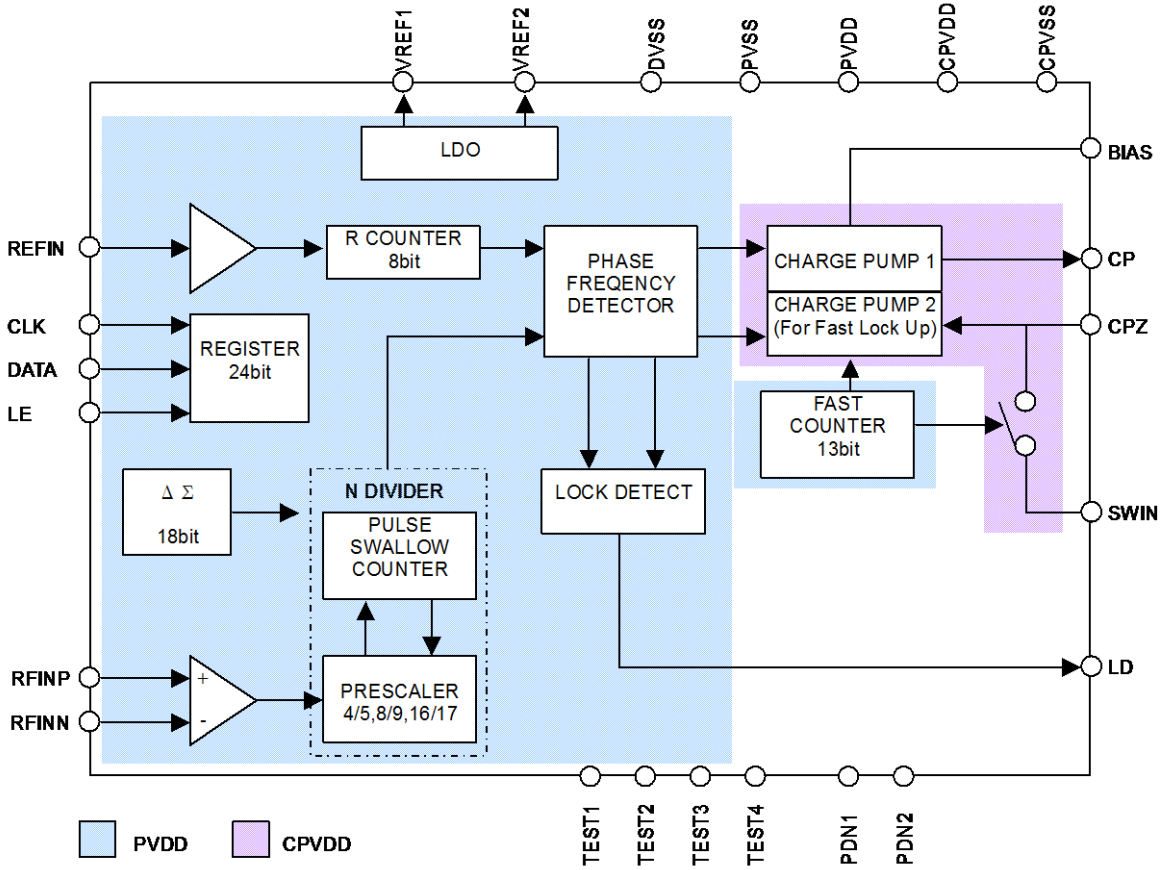 VREF1
VREF2
DVSS
PVSS
PVDD
CPVDD
CPVSS
LDO
BIAS
REFIN
R COUNTER
8bit
PHASE
FREQENCY
DETECTOR
CHARGE PUMP 1
CP
CHARGE PUMP 2
(For Fast Lock Up)
CPZ
CLK
DATA
LE
REGISTER
24bit
FAST
COUNTER
13bit
Δ Σ
18bit
N DIVIDER
PULSE
SWALLOW
COUNTER
LOCK DETECT
SWIN
RFINP
RFINN
+
-
PRESCALER
4/5,8/9,16/17
LD
TEST1
TEST2
TEST3
TEST4
PDN1
PDN2
PVDD
CPVDD